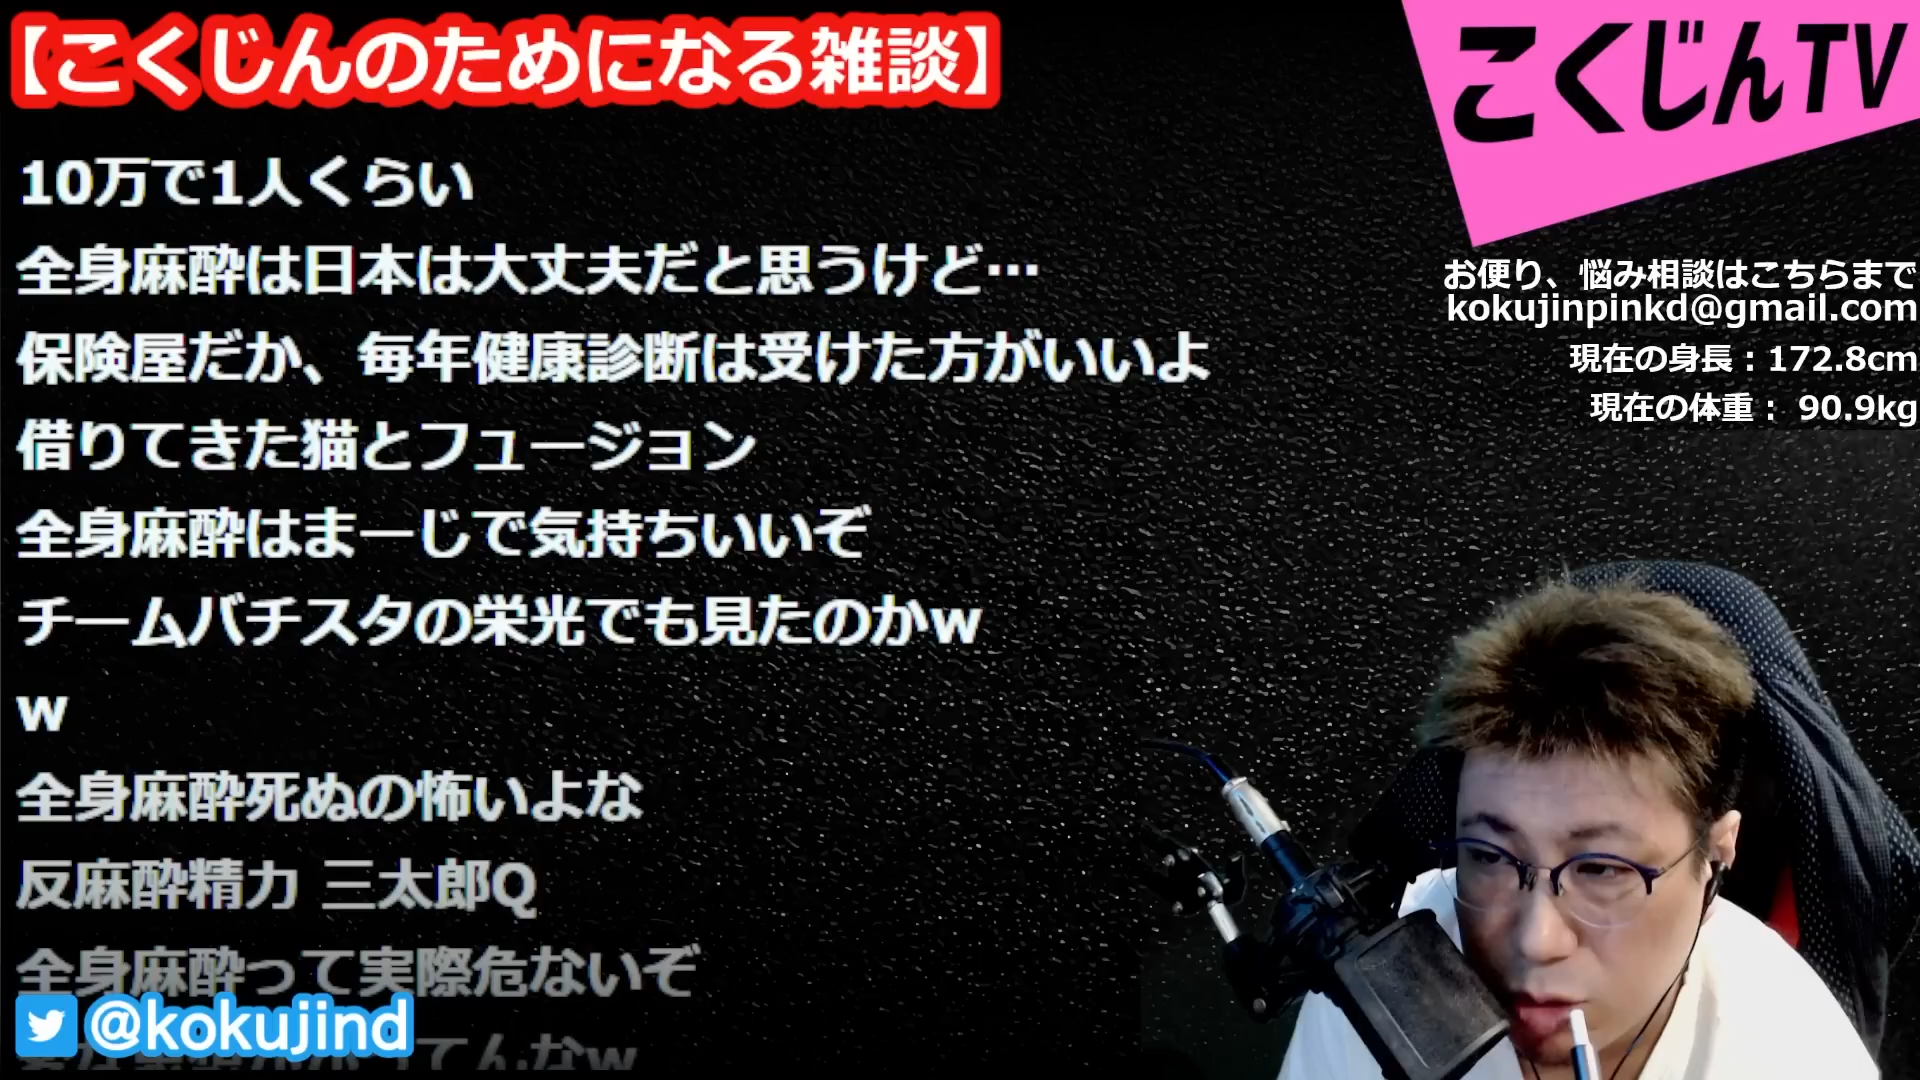 【こくじんのためになる雑談】
こくじんTV
10万で1人くらい
全身麻酔は日本は大丈夫だと思うけど…
保険屋だか、毎年健康診断は受けた方がいいよ
借りてきた猫とフュージョン
全身麻酔はまーじで気持ちいいぞ
チームバチスタの栄光でも見たのかw
w
全身麻酔死ぬの怖いよな
反麻酔精力 三太郎Q
全身麻酔って実際危ないぞ
てんなw
@kokujind
お便り、悩み相談はこちらまで
kokujinpinkd@gmail.com
現在の身長：172.8cm
現在の体重： 90.9kg